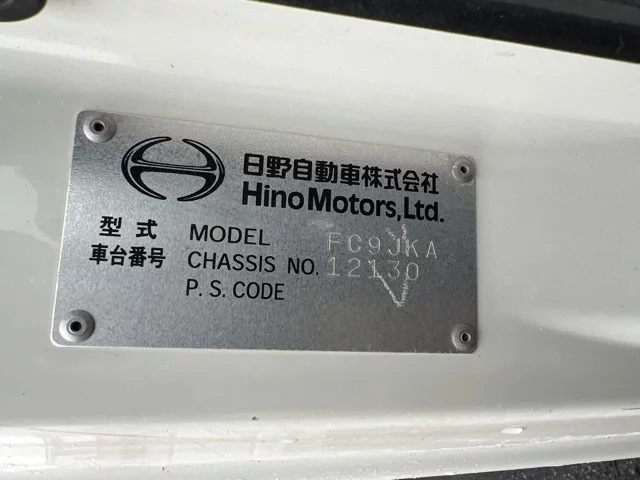 日野自動車株式会社
Hino Motors, Ltd.
型式 MODEL FC9JKA
車台番号 CHASSIS NO. 12130
P. S. CODE